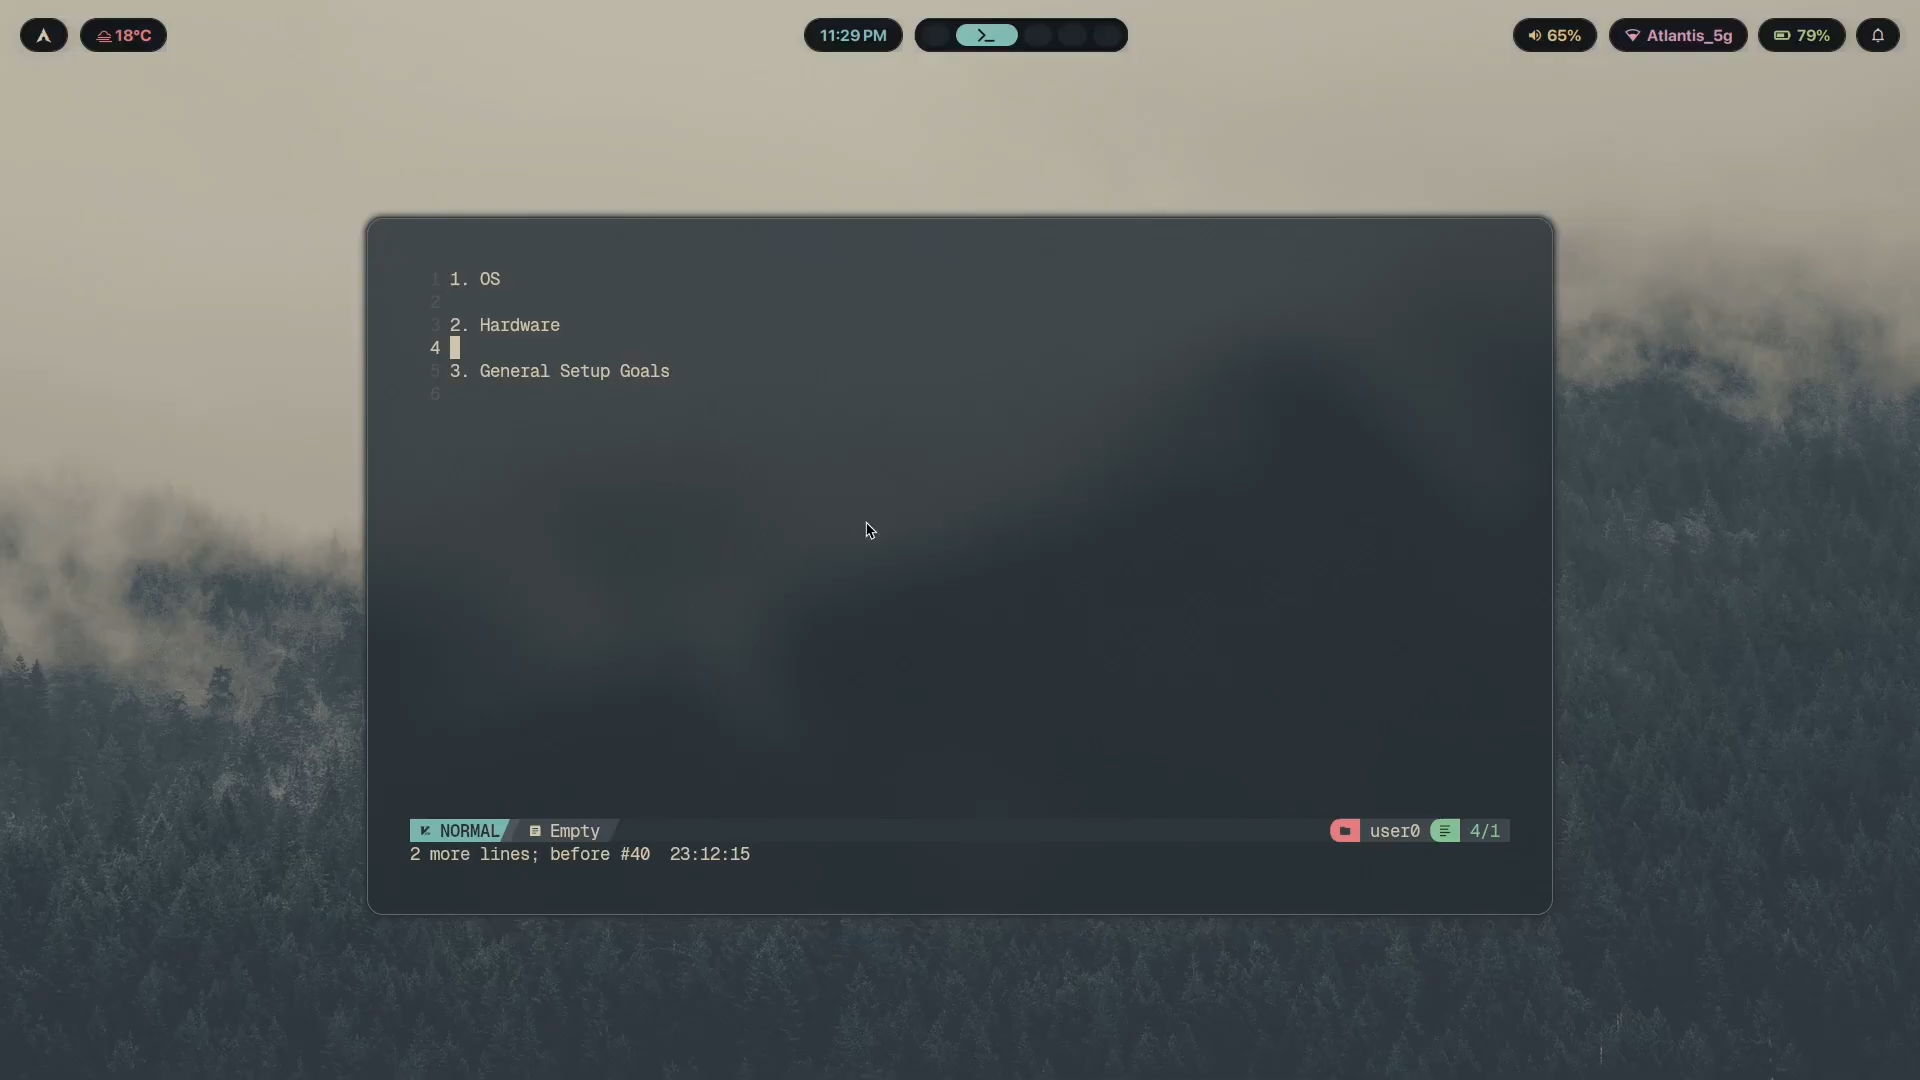 18°C
11:29 PM
65%
Atlantis_5g
79%
1 1. OS
2
3 2. Hardware
4
5 3. General Setup Goals
6
NORMAL Empty
user0 4/1
2 more lines; before #40 23:12:15